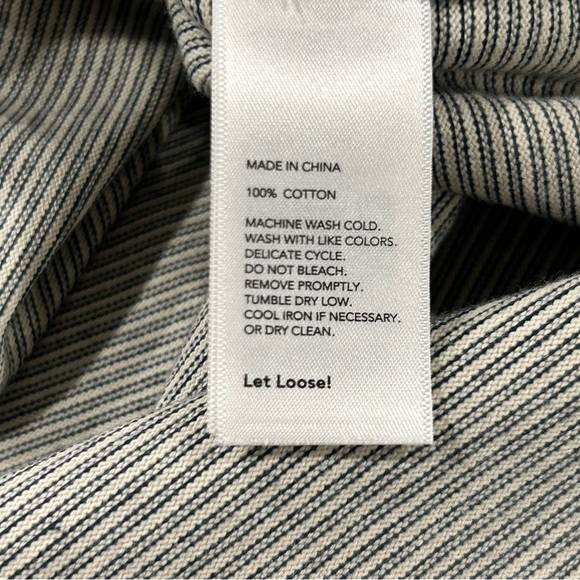 MADE IN CHINA
100% COTTON
MACHINE WASH COLD.
WASH WITH LIKE COLORS.
DELICATE CYCLE.
DO NOT BLEACH.
REMOVE PROMPTLY.
TUMBLE DRY LOW.
COOL IRON IF NECESSARY.
OR DRY CLEAN.
Let Loose!